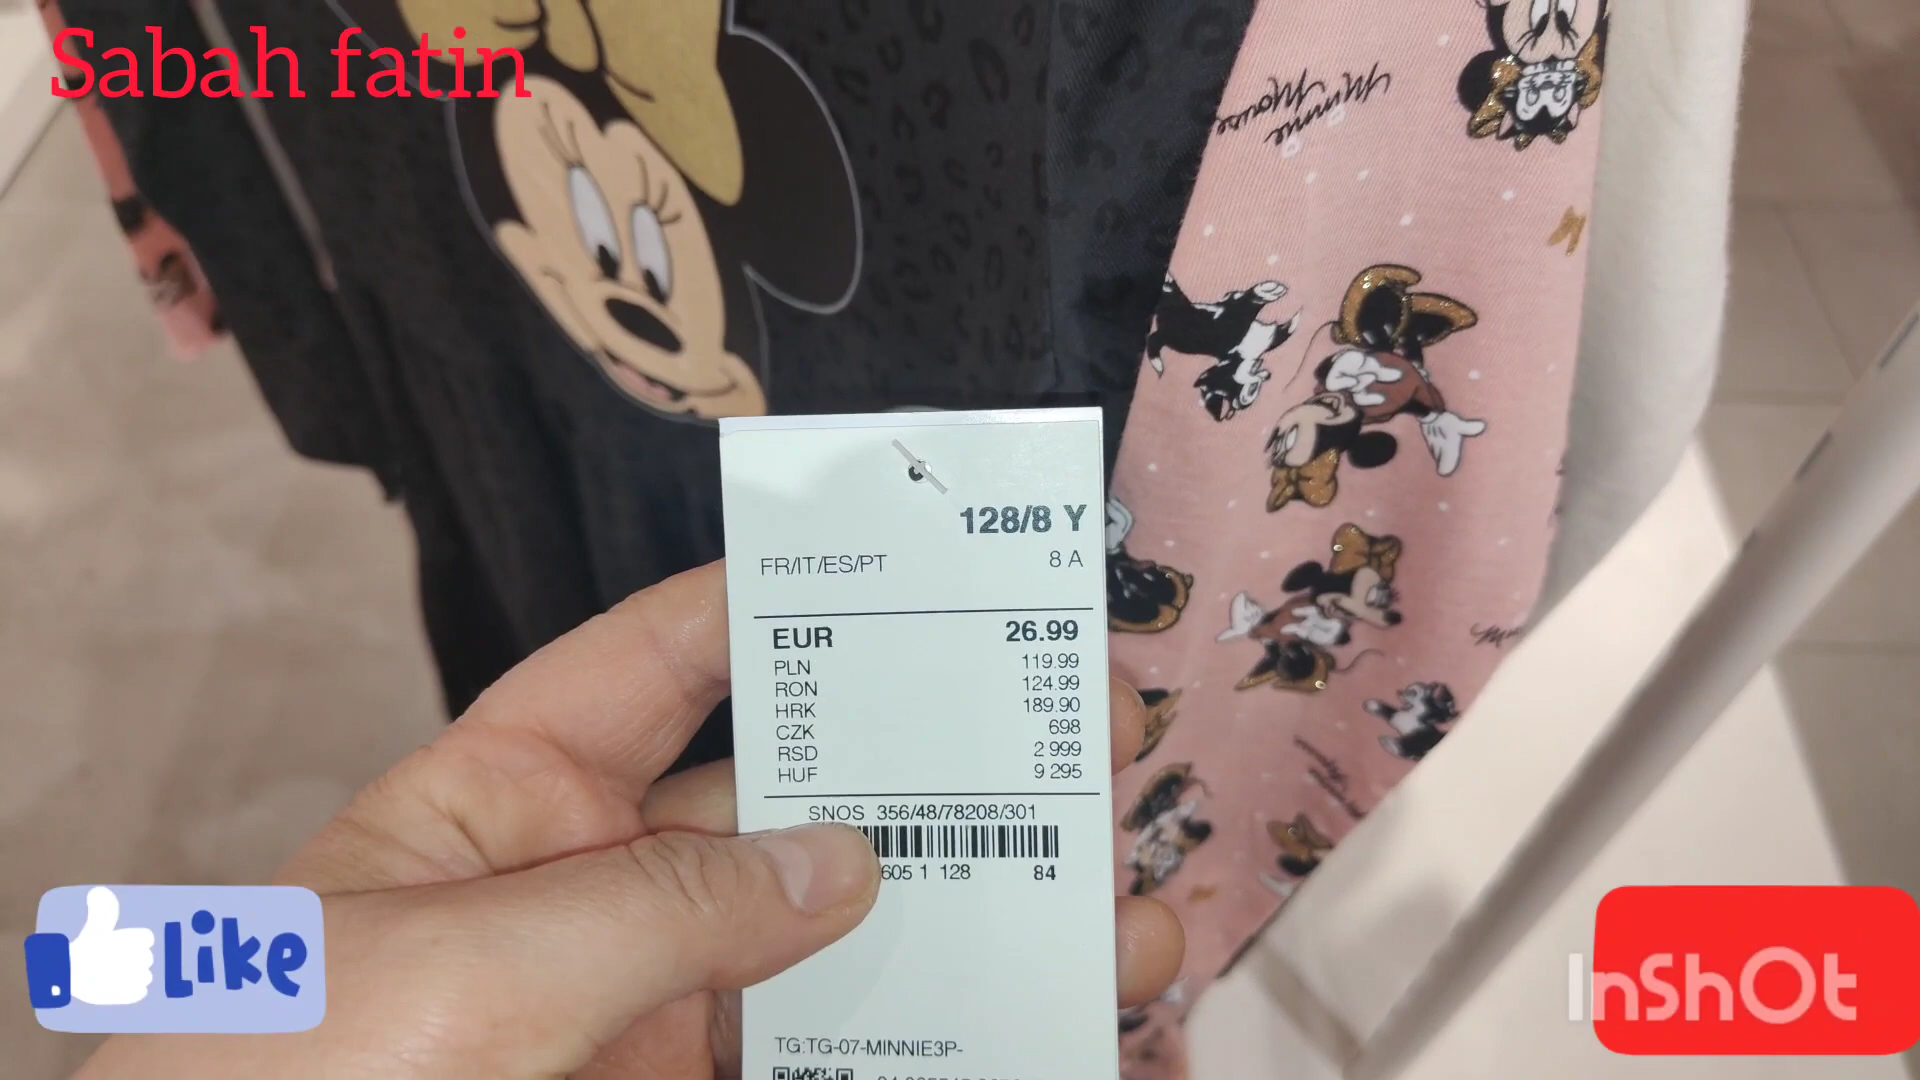 Sabah fatin
Minnie
Mouse
128/8 Y
FR/IT/ES/PT 8 A
EUR 26.99
PLN 119.99
RON 124.99
HRK 189.90
CZK 698
RSD 2 999
HUF 9 295
SNOS 356/48/78208/301
605 1 128 84
TG:TG-07-MINNIE3P-
Like
InShOt